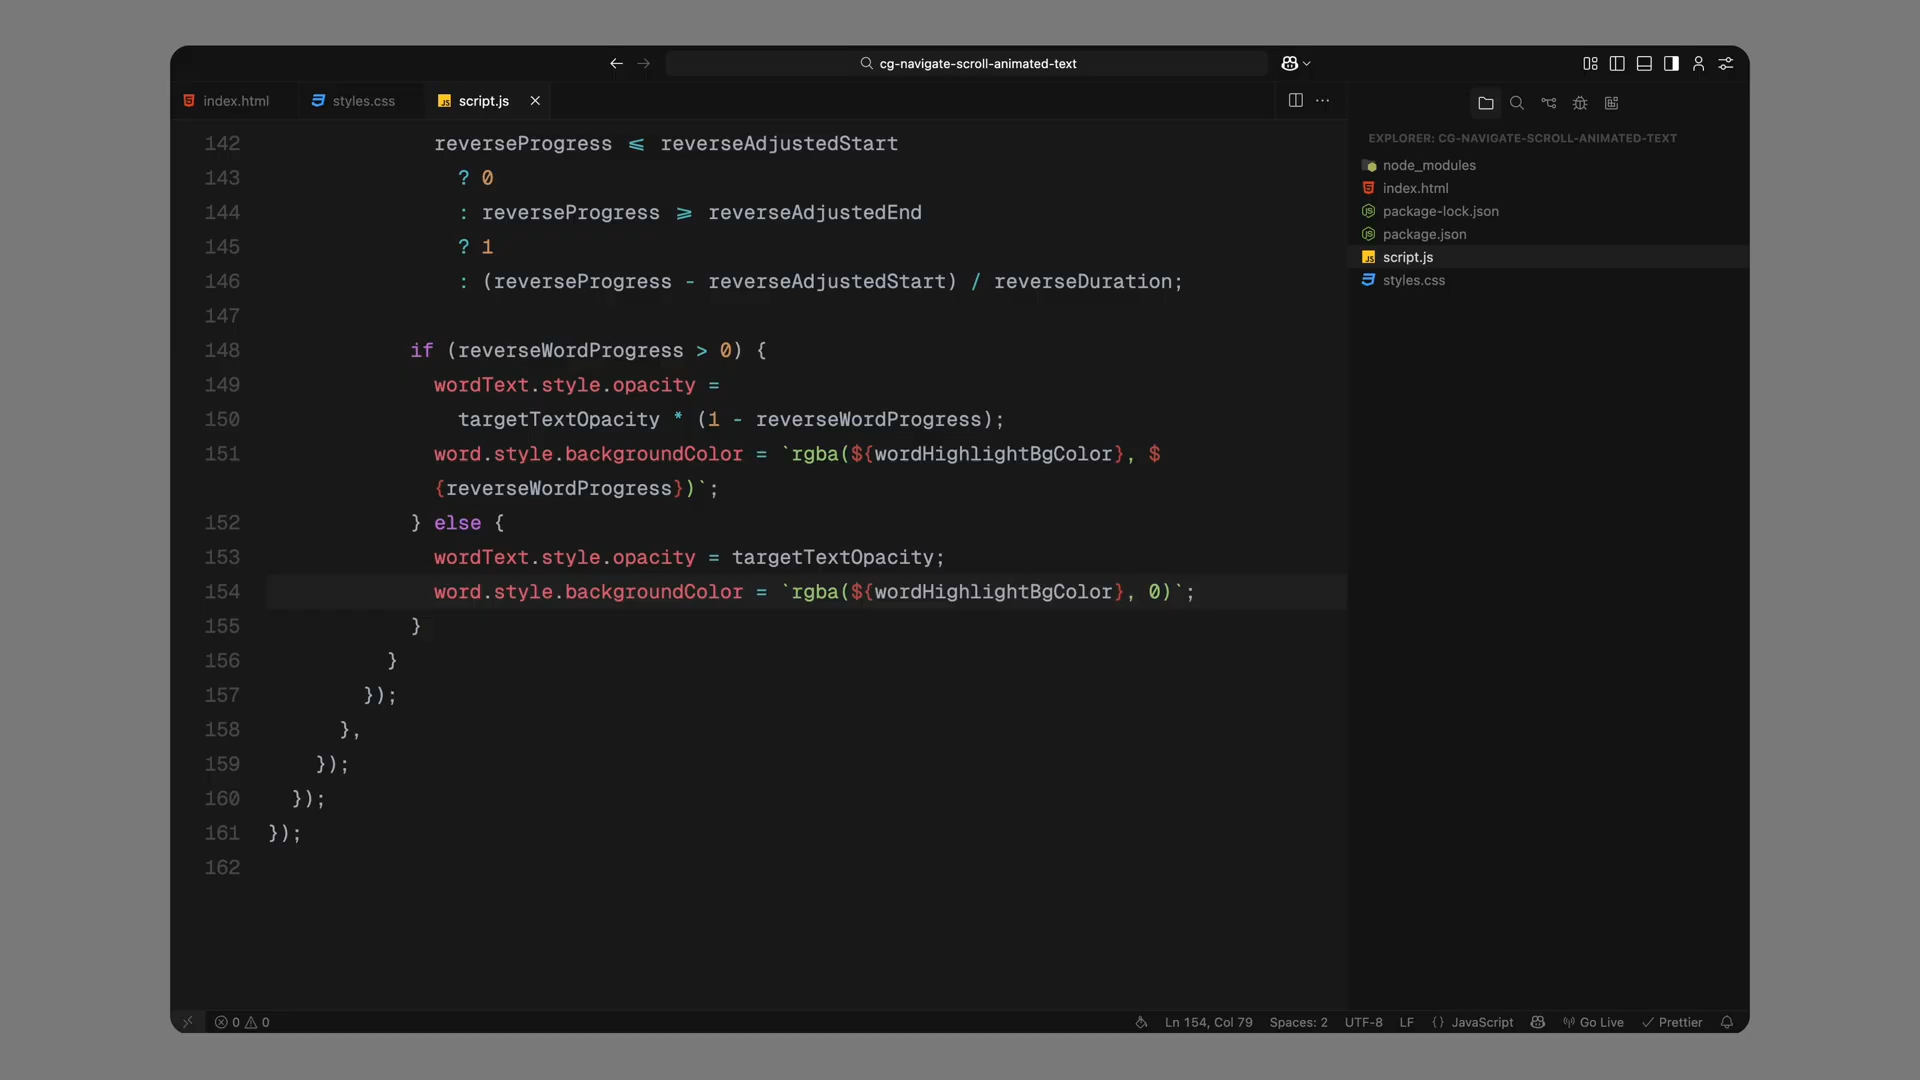 cg-navigate-scroll-animated-text
index.html
styles.css
script.js
142 reverseProgress ⩽ reverseAdjustedStart
143 ? 0
144 : reverseProgress ⩾ reverseAdjustedEnd
145 ? 1
146 : (reverseProgress - reverseAdjustedStart) / reverseDuration;
147
148 if (reverseWordProgress > 0) {
149 wordText.style.opacity =
150 targetTextOpacity * (1 - reverseWordProgress);
151 word.style.backgroundColor = `rgba(${wordHighlightBgColor}, $
{reverseWordProgress})`;
152 } else {
153 wordText.style.opacity = targetTextOpacity;
154 word.style.backgroundColor = `rgba(${wordHighlightBgColor}, 0)`;
155 }
156 }
157 });
158 },
159 });
160 });
161 });
162
EXPLORER: CG-NAVIGATE-SCROLL-ANIMATED-TEXT
node_modules
index.html
package-lock.json
package.json
script.js
styles.css
0 0
Ln 154, Col 79 Spaces: 2 UTF-8 LF {} JavaScript Go Live Prettier